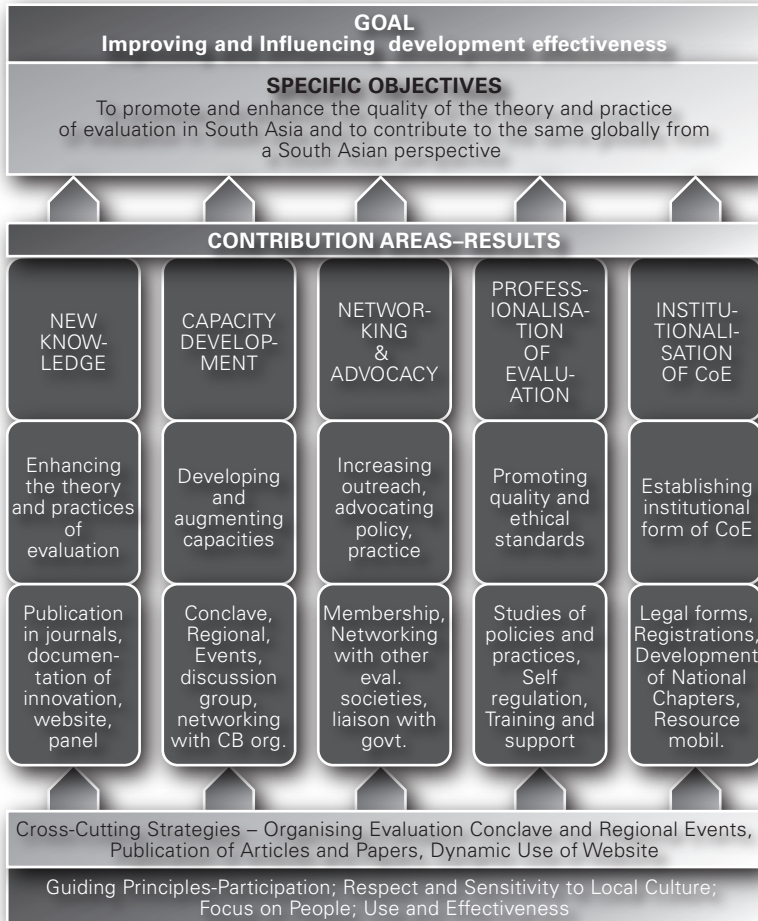 GOAL
Improving and Influencing development effectiveness
SPECIFIC OBJECTIVES
To promote and enhance the quality of the theory and practice
of evaluation in South Asia and to contribute to the same globally from
a South Asian perspective
CONTRIBUTION AREAS–RESULTS
NEW
KNOW-
LEDGE
CAPACITY
DEVELOP-
MENT
NETWOR-
KING
&
ADVOCACY
PROFESS-
IONALISA-
TION
OF
EVALU-
ATION
INSTITU-
TIONALI-
SATION
OF CoE
Enhancing
the theory
and practices
of
evaluation
Developing
and
augmenting
capacities
Increasing
outreach,
advocating
policy,
practice
Promoting
quality and
ethical
standards
Establishing
institutional
form of CoE
Publication
in journals,
documen-
tation of
innovation,
website,
panel
Conclave,
Regional,
Events,
discussion
group,
networking
with CB org.
Membership,
Networking
with other
eval.
societies,
liaison with
govt.
Studies of
policies and
practices,
Self
regulation,
Training and
support
Legal forms,
Registrations,
Development
of National
Chapters,
Resource
mobil.
Cross-Cutting Strategies – Organising Evaluation Conclave and Regional Events,
Publication of Articles and Papers, Dynamic Use of Website
Guiding Principles-Participation; Respect and Sensitivity to Local Culture;
Focus on People; Use and Effectiveness